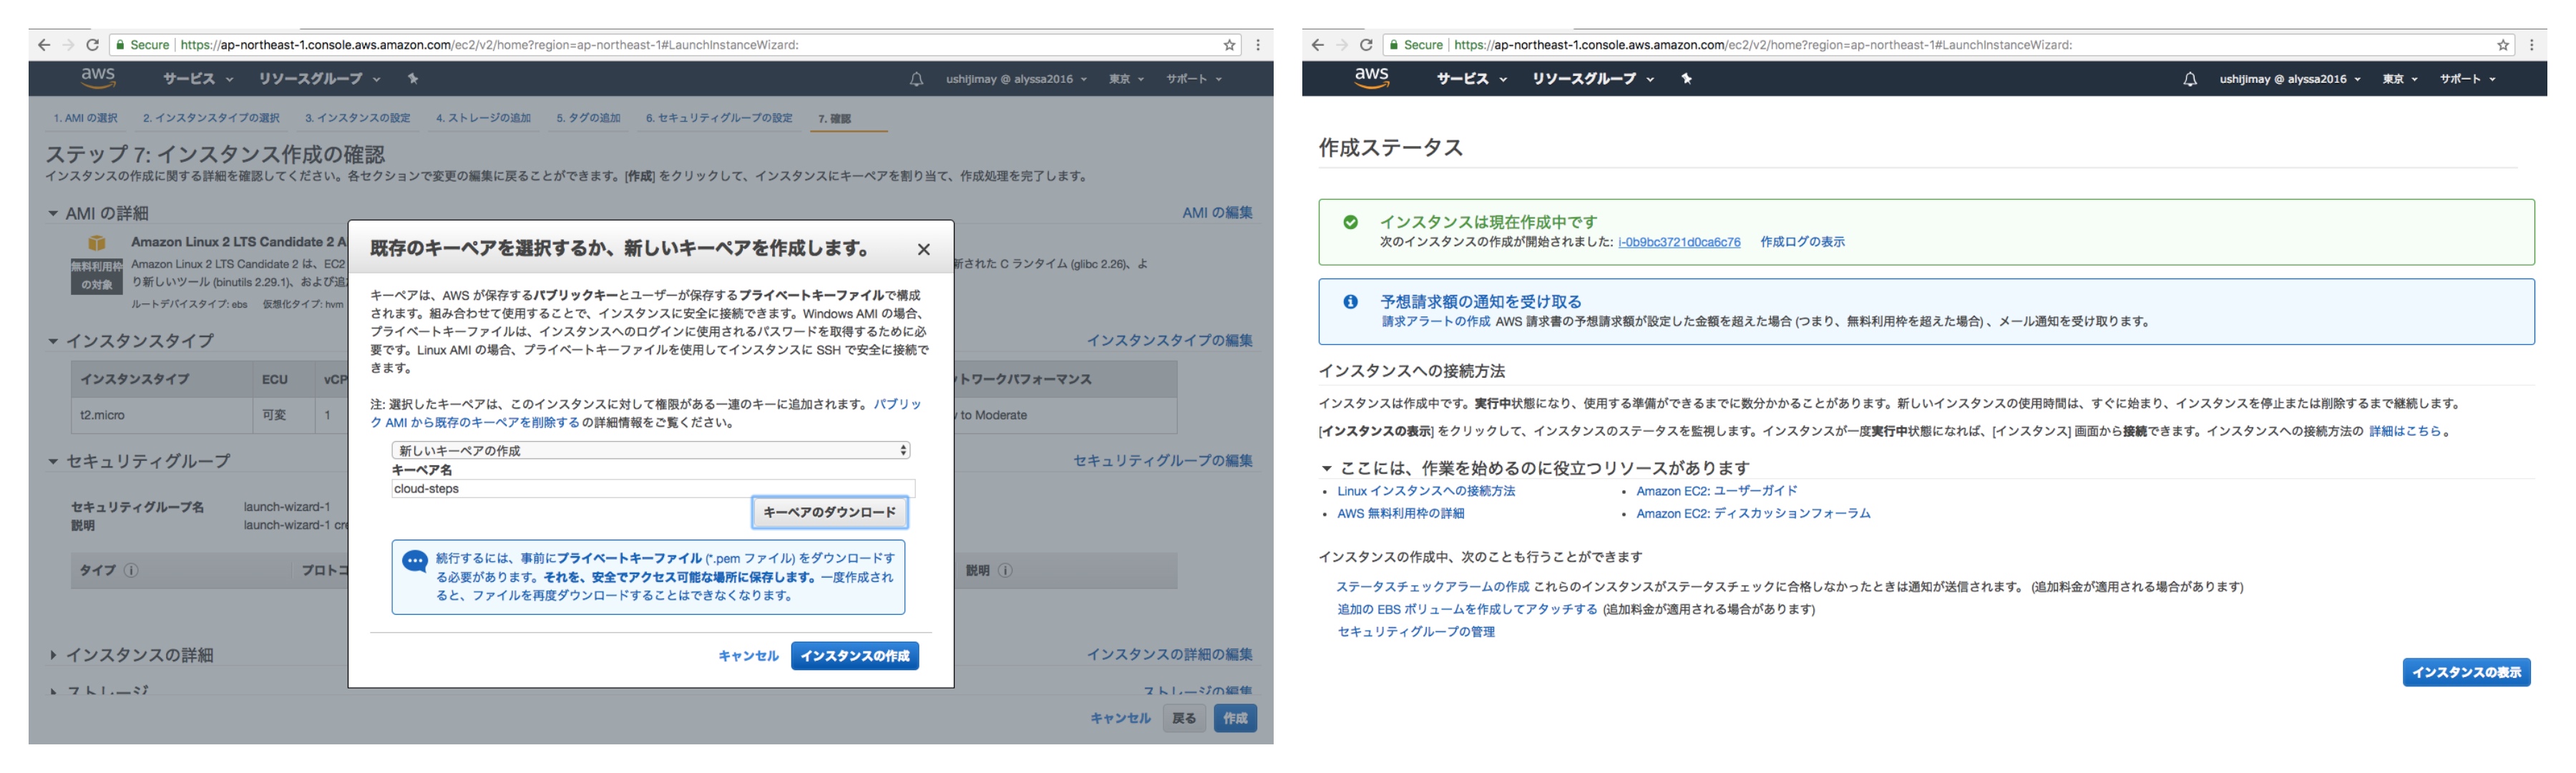 Secure | https://ap-northeast-1.console.aws.amazon.com/ec2/v2/home?region=ap-northeast-1#LaunchInstanceWizard:
aws サービス リソースグループ ushijimay @ alyssa2016 東京 サポート
1. AMI の選択 2. インスタンスタイプの選択 3. インスタンスの設定 4. ストレージの追加 5. タグの追加 6. セキュリティグループの設定 7. 確認
ステップ 7: インスタンス作成の確認
インスタンスの作成に関する詳細を確認してください。各セクションで変更の編集に戻ることができます。[作成] をクリックして、インスタンスにキーペアを割り当て、作成処理を完了します。
AMI の詳細
AMI の編集
Amazon Linux 2 LTS Candidate 2 A
無料利用枠の対象
Amazon Linux 2 LTS Candidate 2 は、EC2
新された C ランタイム (glibc 2.26)、よ
り新しいツール (binutils 2.29.1)、および追
ルートデバイスタイプ: ebs 仮想化タイプ: hvm
インスタンスタイプ
インスタンスタイプの編集
インスタンスタイプ ECU vCP
トワークパフォーマンス
t2.micro 可変 1
to Moderate
セキュリティグループ
セキュリティグループの編集
セキュリティグループ名 launch-wizard-1
説明 launch-wizard-1 cre
タイプ プロトコ
説明
インスタンスの詳細
インスタンスの詳細の編集
ストレージ
ストレージの編集
キャンセル 戻る 作成
既存のキーペアを選択するか、新しいキーペアを作成します。
キーペアは、AWS が保存するパブリックキーとユーザーが保存するプライベートキーファイルで構成
されます。組み合わせて使用することで、インスタンスに安全に接続できます。Windows AMI の場合、
プライベートキーファイルは、インスタンスへのログインに使用されるパスワードを取得するために必
要です。Linux AMI の場合、プライベートキーファイルを使用してインスタンスに SSH で安全に接続で
きます。
注: 選択したキーペアは、このインスタンスに対して権限がある一連のキーに追加されます。パブリッ
ク AMI から既存のキーペアを削除する の詳細情報をご覧ください。
新しいキーペアの作成
キーペア名
cloud-steps
キーペアのダウンロード
続行するには、事前にプライベートキーファイル (*.pem ファイル) をダウンロードす
る必要があります。それを、安全でアクセス可能な場所に保存します。一度作成され
ると、ファイルを再度ダウンロードすることはできなくなります。
キャンセル インスタンスの作成
Secure | https://ap-northeast-1.console.aws.amazon.com/ec2/v2/home?region=ap-northeast-1#LaunchInstanceWizard:
aws サービス リソースグループ ushijimay @ alyssa2016 東京 サポート
作成ステータス
インスタンスは現在作成中です
次のインスタンスの作成が開始されました: i-0b9bc3721d0ca6c76 作成ログの表示
予想請求額の通知を受け取る
請求アラートの作成 AWS 請求書の予想請求額が設定した金額を超えた場合 (つまり、無料利用枠を超えた場合) 、メール通知を受け取ります。
インスタンスへの接続方法
インスタンスは作成中です。実行中状態になり、使用する準備ができるまでに数分かかることがあります。新しいインスタンスの使用時間は、すぐに始まり、インスタンスを停止または削除するまで継続します。
[インスタンスの表示] をクリックして、インスタンスのステータスを監視します。インスタンスが一度実行中状態になれば、[インスタンス] 画面から接続できます。インスタンスへの接続方法の 詳細はこちら 。
ここには、作業を始めるのに役立つリソースがあります
Linux インスタンスへの接続方法 Amazon EC2: ユーザーガイド
AWS 無料利用枠の詳細 Amazon EC2: ディスカッションフォーラム
インスタンスの作成中、次のことも行うことができます
ステータスチェックアラームの作成 これらのインスタンスがステータスチェックに合格しなかったときは通知が送信されます。 (追加料金が適用される場合があります)
追加の EBS ボリュームを作成してアタッチする (追加料金が適用される場合があります)
セキュリティグループの管理
インスタンスの表示